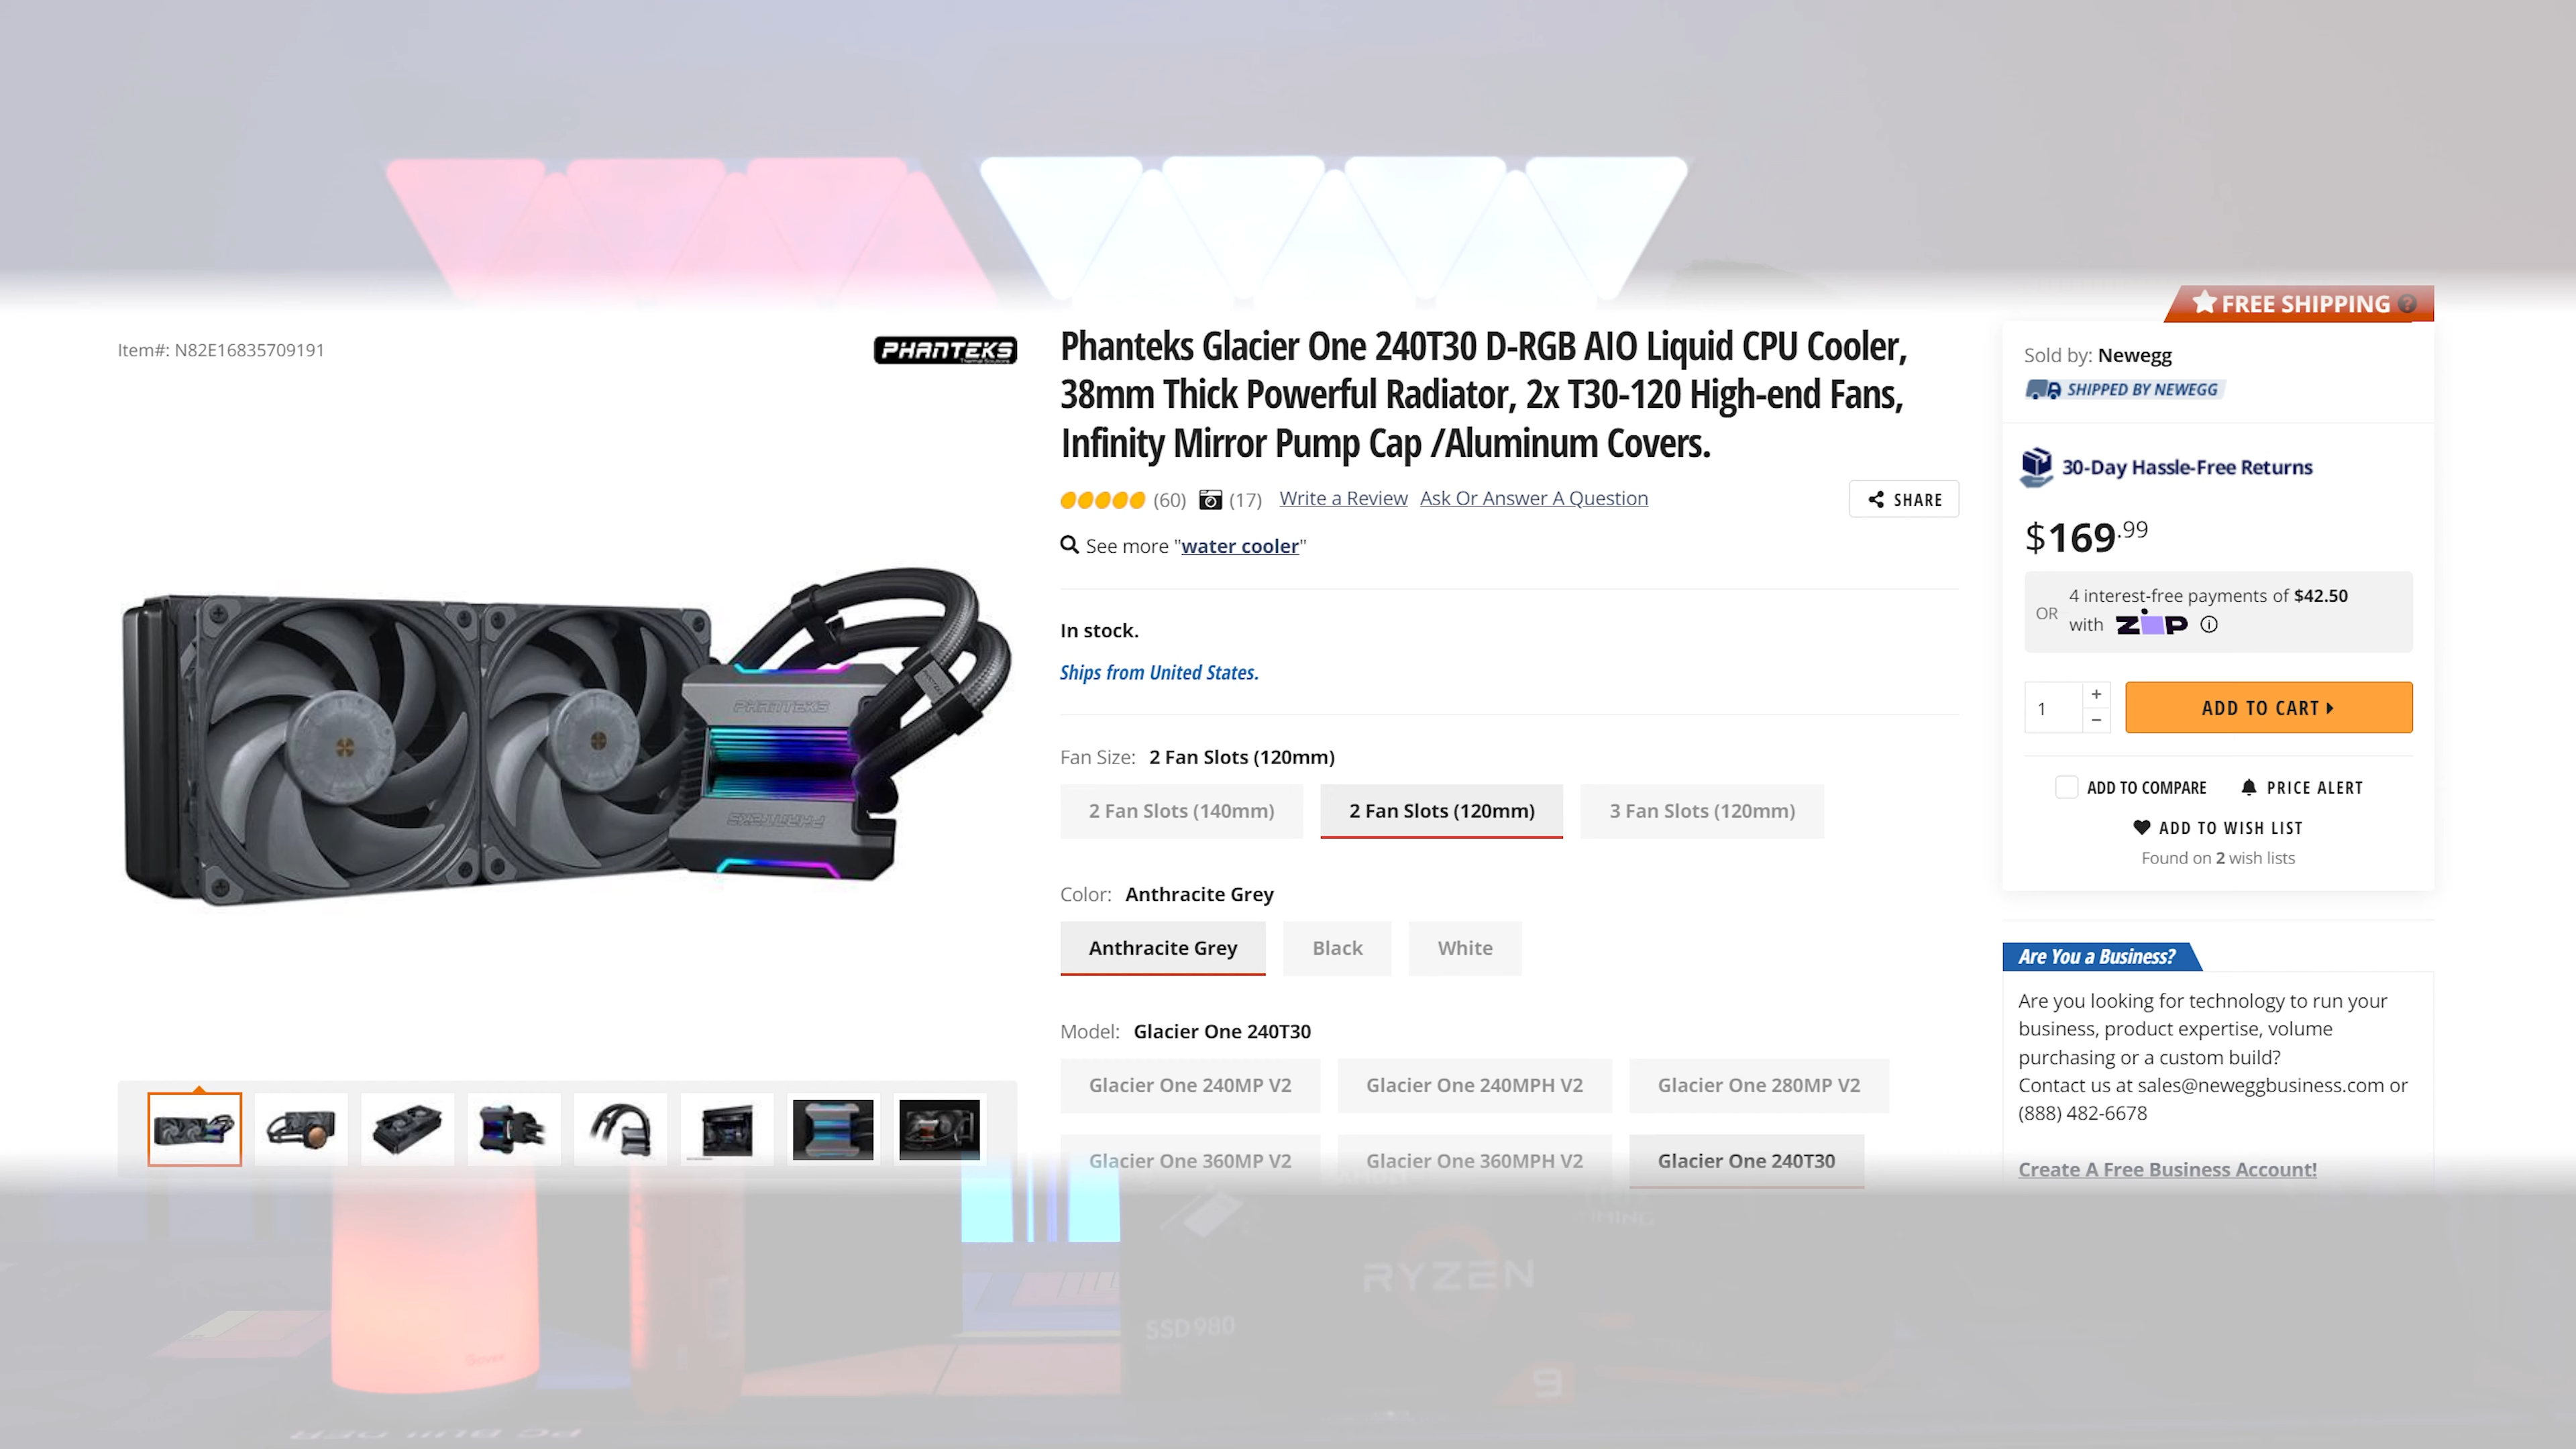 FREE SHIPPING ?
Item#: N82E16835709191
PHANTEKS
Phanteks Glacier One 240T30 D-RGB AIO Liquid CPU Cooler,
38mm Thick Powerful Radiator, 2x T30-120 High-end Fans,
Infinity Mirror Pump Cap /Aluminum Covers.
(60) (17) Write a Review Ask Or Answer A Question
SHARE
See more "water cooler"
In stock.
Ships from United States.
Fan Size: 2 Fan Slots (120mm)
2 Fan Slots (140mm) 2 Fan Slots (120mm) 3 Fan Slots (120mm)
Color: Anthracite Grey
Anthracite Grey Black White
Model: Glacier One 240T30
Glacier One 240MP V2 Glacier One 240MPH V2 Glacier One 280MP V2
Glacier One 360MP V2 Glacier One 360MPH V2 Glacier One 240T30
Sold by: Newegg
SHIPPED BY NEWEGG
30-Day Hassle-Free Returns
$169.99
OR
4 interest-free payments of $42.50
with zip
1 + −
ADD TO CART
ADD TO COMPARE PRICE ALERT
ADD TO WISH LIST
Found on 2 wish lists
Are You a Business?
Are you looking for technology to run your
business, product expertise, volume
purchasing or a custom build?
Contact us at sales@neweggbusiness.com or
(888) 482-6678
Create A Free Business Account!
PHANTEKS
PHANTEKS
RYZEN
SSD 980
9
Govee